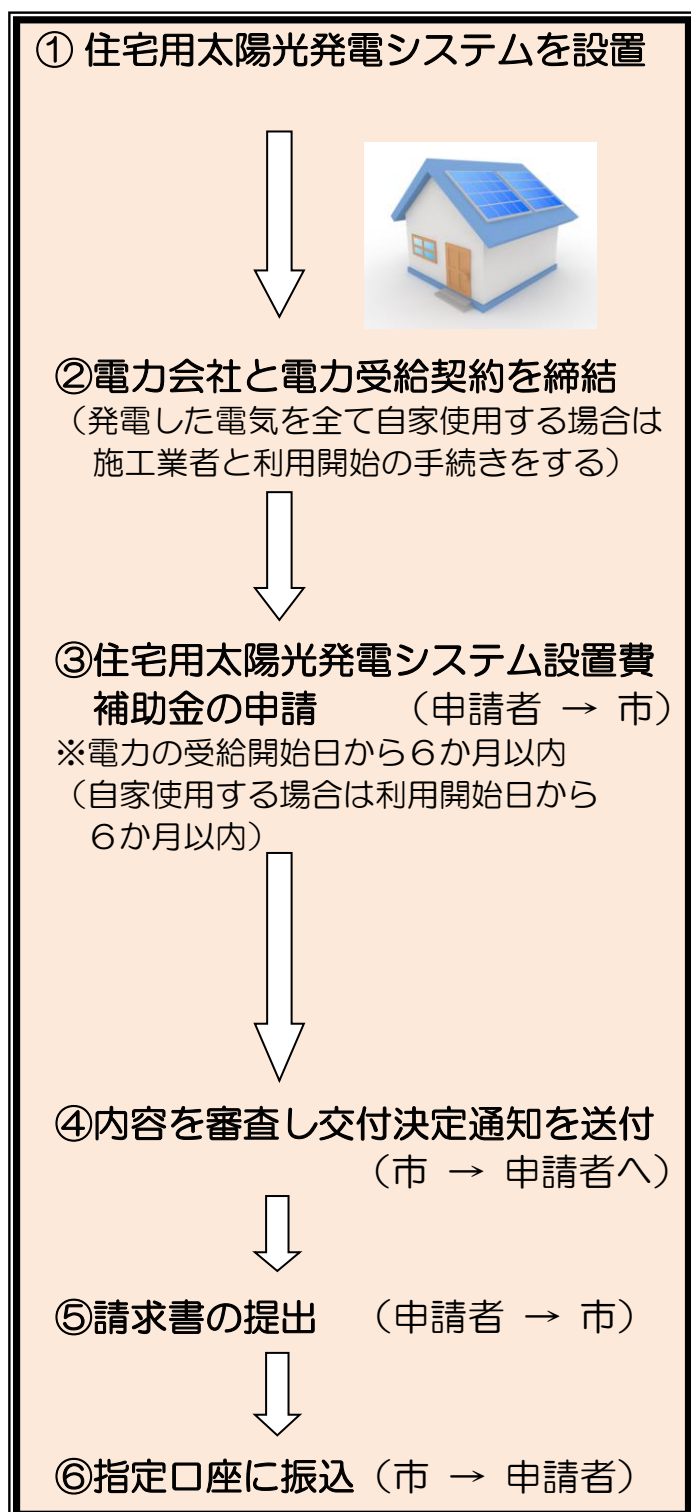 ① 住宅用太陽光発電システムを設置
②電力会社と電力受給契約を締結
（発電した電気を全て自家使用する場合は
施工業者と利用開始の手続きをする）
③住宅用太陽光発電システム設置費
補助金の申請　（申請者 → 市）
※電力の受給開始日から６か月以内
（自家使用する場合は利用開始日から
６か月以内）
④内容を審査し交付決定通知を送付
（市 → 申請者へ）
⑤請求書の提出　（申請者 → 市）
⑥指定口座に振込（市 → 申請者）